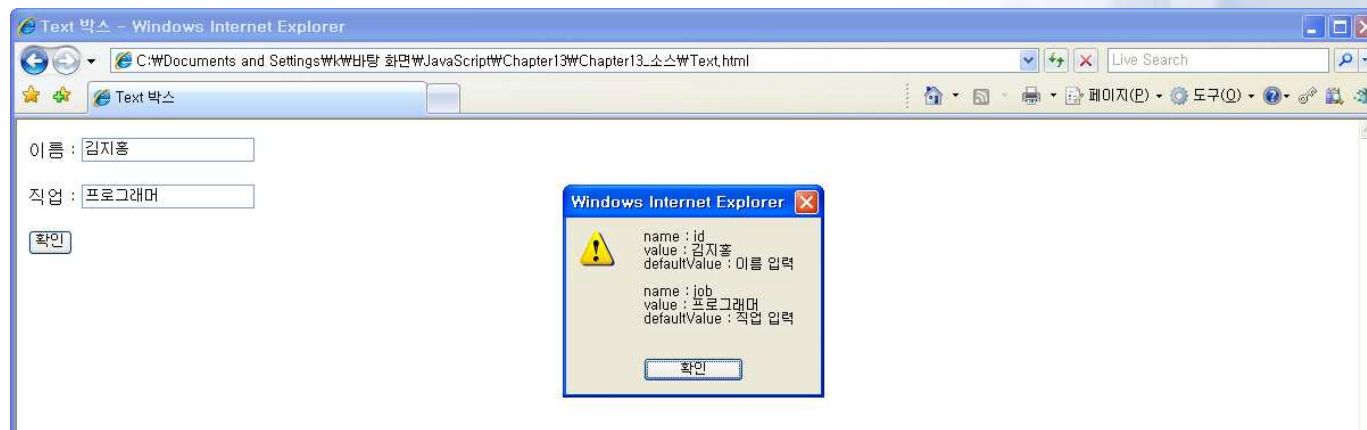 Text 박스 - Windows Internet Explorer
C:₩Documents and Settings₩k₩바탕 화면₩JavaScript₩Chapter13₩Chapter13_소스₩Text.html
Live Search
Text 박스
페이지(P) 도구(O)
이름 : 김지홍
직업 : 프로그래머
확인
Windows Internet Explorer
name : id
value : 김지홍
defaultValue : 이름 입력
name : job
value : 프로그래머
defaultValue : 직업 입력
확인